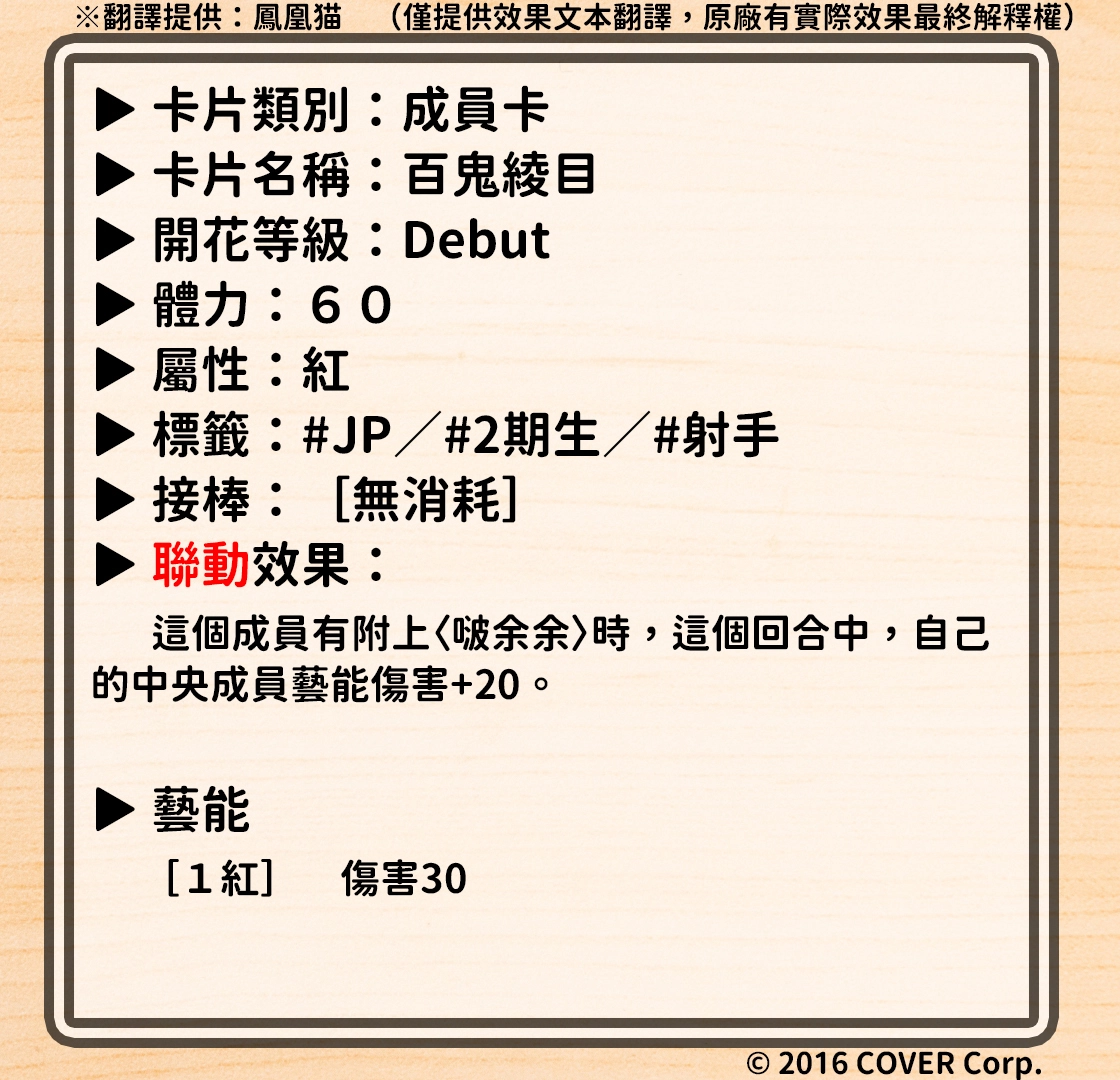 ※翻譯提供：鳳凰猫　（僅提供效果文本翻譯，原廠有實際效果最終解釋權）
▶ 卡片類別：成員卡
▶ 卡片名稱：百鬼綾目
▶ 開花等級：Debut
▶ 體力：６０
▶ 屬性：紅
▶ 標籤：#JP／#2期生／#射手
▶ 接棒：［無消耗］
▶ 聯動效果：
這個成員有附上〈啵余余〉時，這個回合中，自己
的中央成員藝能傷害+20。
▶ 藝能
［１紅］　傷害30
© 2016 COVER Corp.